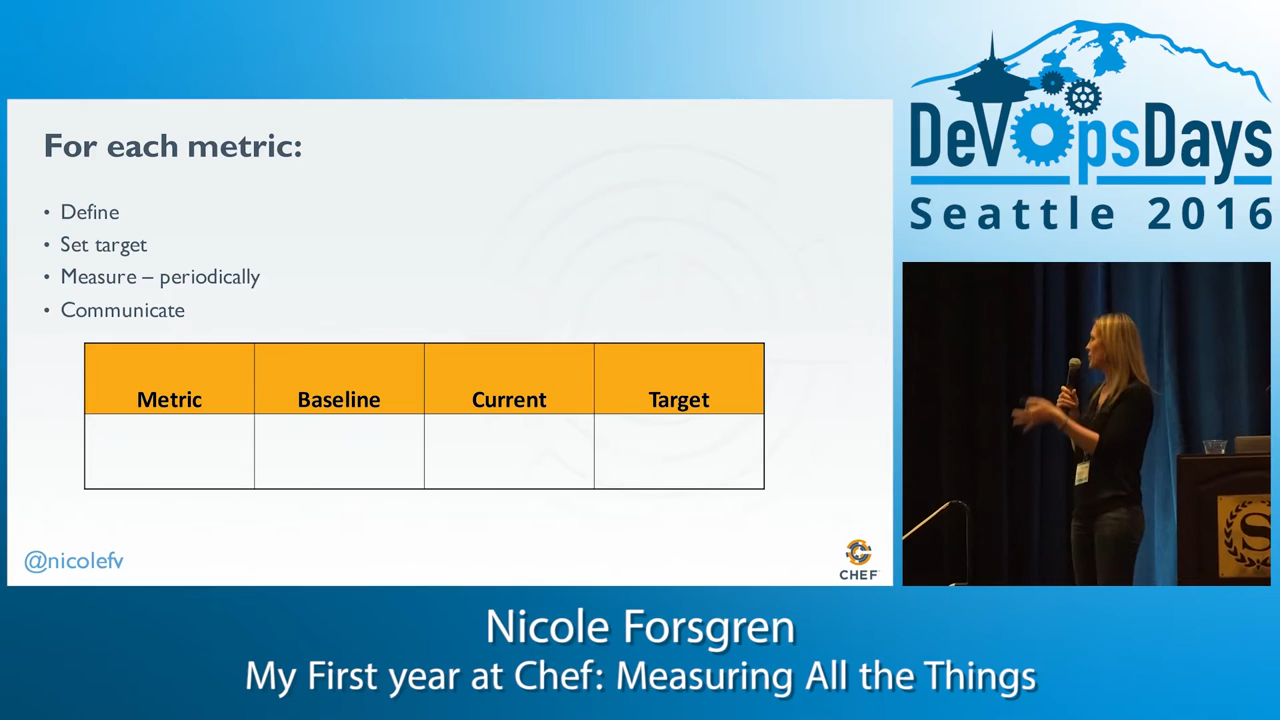 For each metric:
• Define
• Set target
• Measure – periodically
• Communicate
Metric Baseline Current Target
@nicolefv
CHEF
DevOpsDays
Seattle 2016
S
Nicole Forsgren
My First year at Chef: Measuring All the Things